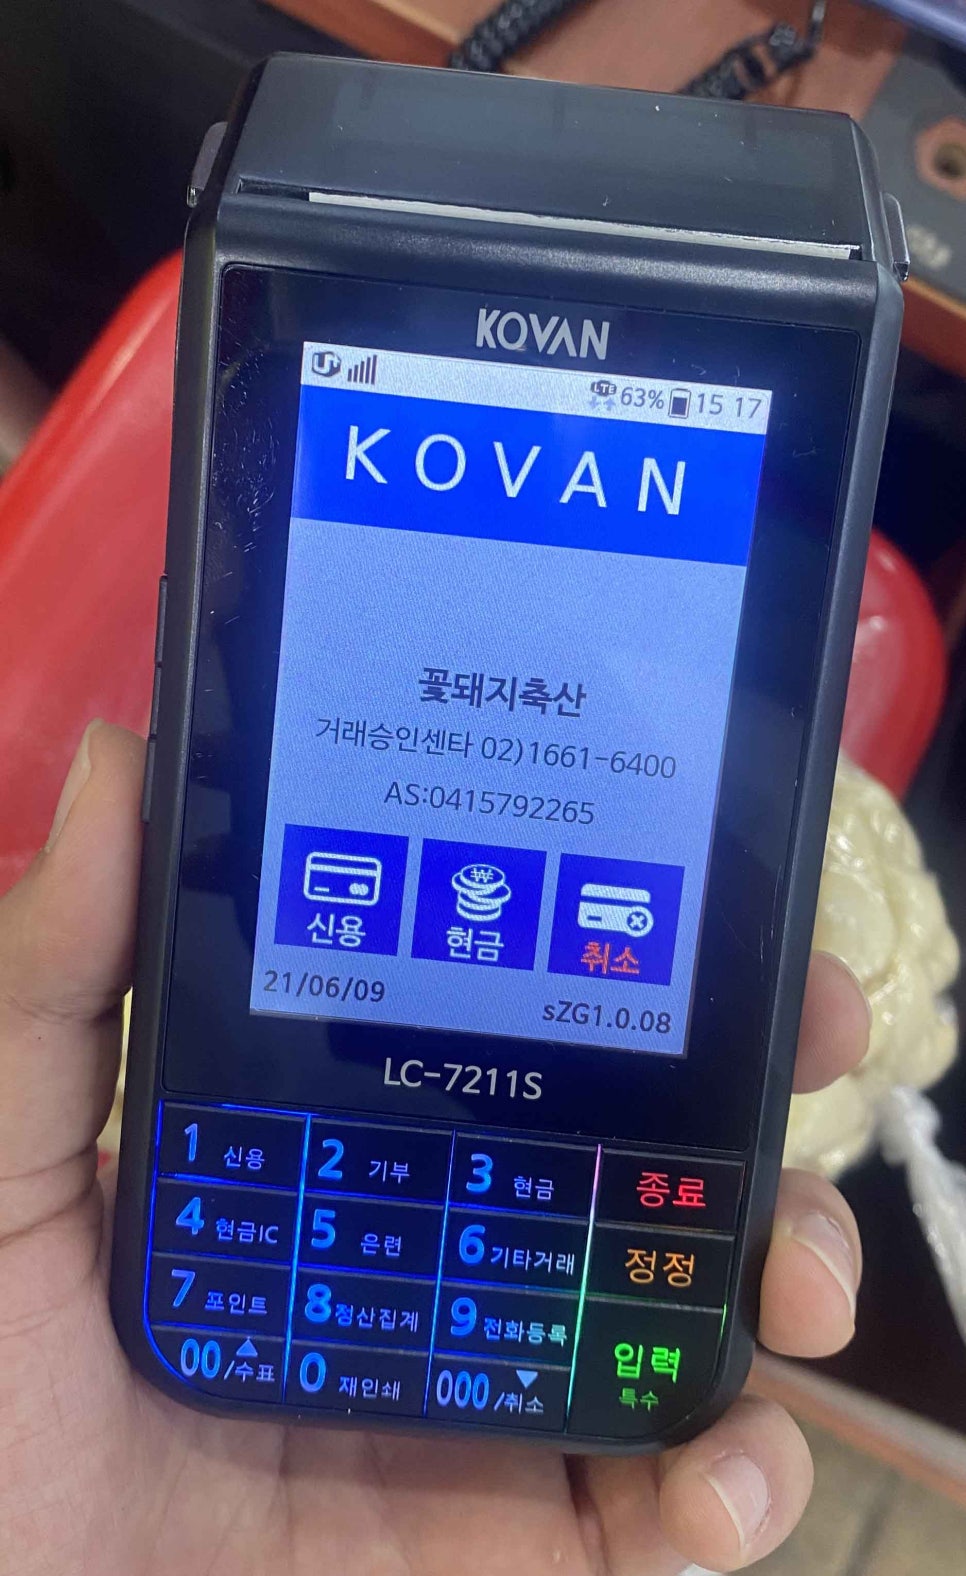 KOVAN
U+
LTE 63% 15 17
KOVAN
꽃돼지축산
거래승인센타 02)1661-6400
AS:0415792265
신용 현금 취소
21/06/09 sZG1.0.08
LC-7211S
1 신용 2 기부 3 현금 종료
4 현금IC 5 은련 6 기타거래 정정
7 포인트 8 정산집계 9 전화등록 입력
00/수표 0 재인쇄 000/취소 특수